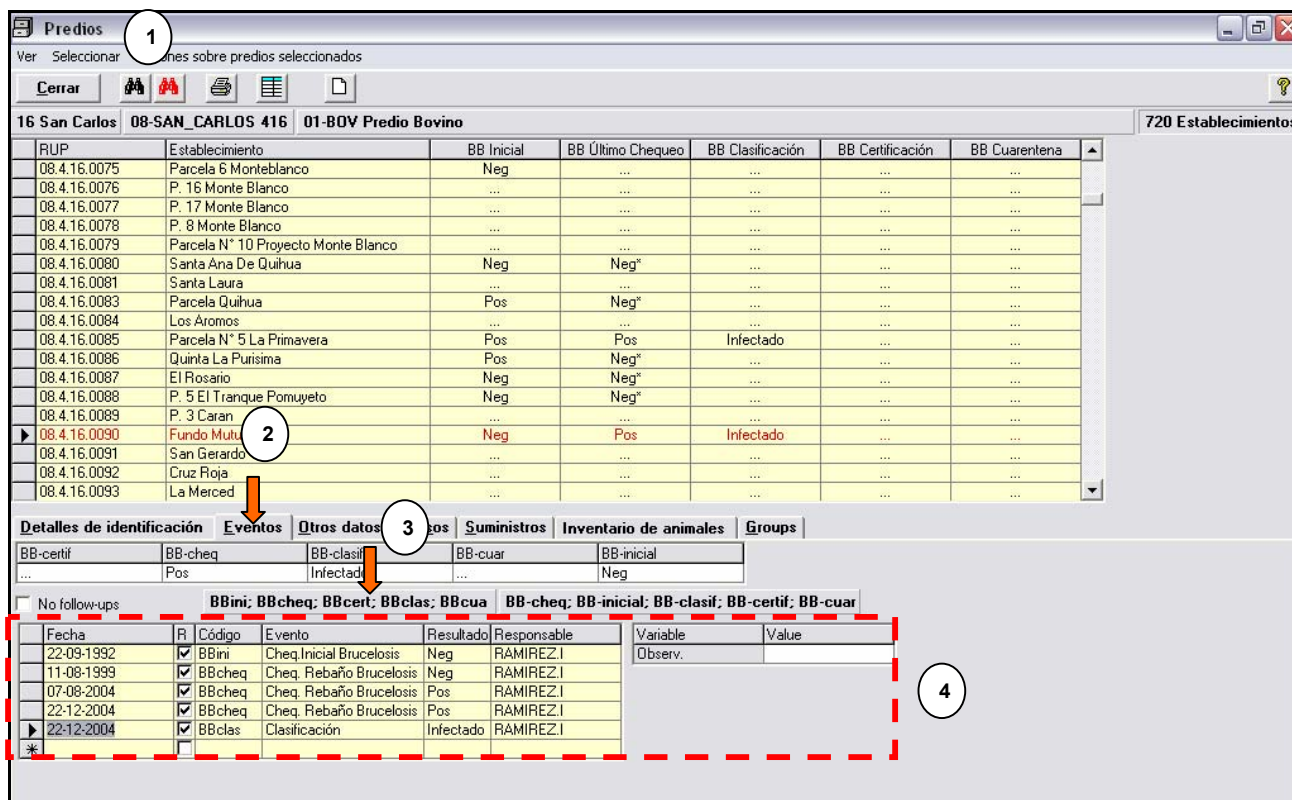 Predios
1
Ver Seleccionar ones sobre predios seleccionados
Cerrar ?
16 San Carlos 08-SAN_CARLOS 416 01-BOV Predio Bovino 720 Establecimientos
RUP Establecimiento BB Inicial BB Último Chequeo BB Clasificación BB Certificación BB Cuarentena
08.4.16.0075 Parcela 6 Monteblanco Neg ... ... ... ...
08.4.16.0076 P. 16 Monte Blanco ... ... ... ... ...
08.4.16.0077 P. 17 Monte Blanco ... ... ... ... ...
08.4.16.0078 P. 8 Monte Blanco ... ... ... ... ...
08.4.16.0079 Parcela N° 10 Proyecto Monte Blanco ... ... ... ... ...
08.4.16.0080 Santa Ana De Quihua Neg Neg* ... ... ...
08.4.16.0081 Santa Laura ... ... ... ... ...
08.4.16.0083 Parcela Quihua Pos Neg* ... ... ...
08.4.16.0084 Los Aromos ... ... ... ... ...
08.4.16.0085 Parcela N° 5 La Primavera Pos Pos Infectado ... ...
08.4.16.0086 Quinta La Purisima Pos Neg* ... ... ...
08.4.16.0087 El Rosario Neg Neg* ... ... ...
08.4.16.0088 P. 5 El Tranque Pomuyeto Neg Neg* ... ... ...
08.4.16.0089 P. 3 Caran ... ... ... ... ...
08.4.16.0090 Fundo Mutu Neg Pos Infectado ... ...
2
08.4.16.0091 San Gerardo ... ... ... ... ...
08.4.16.0092 Cruz Roja ... ... ... ... ...
08.4.16.0093 La Merced ... ... ... ... ...
Detalles de identificación Eventos Otros datos 3 os Suministros Inventario de animales Groups
BB-certif BB-cheq BB-clasif BB-cuar BB-inicial
... Pos Infectado ... Neg
No follow-ups BBini; BBcheq; BBcert; BBclas; BBcua BB-cheq; BB-inicial; BB-clasif; BB-certif; BB-cuar
Fecha R Código Evento Resultado Responsable Variable Value
22-09-1992 BBini Cheq.Inicial Brucelosis Neg RAMIREZ.I Observ.
11-08-1999 BBcheq Cheq. Rebaño Brucelosis Neg RAMIREZ.I
07-08-2004 BBcheq Cheq. Rebaño Brucelosis Pos RAMIREZ.I
4
22-12-2004 BBcheq Cheq. Rebaño Brucelosis Pos RAMIREZ.I
22-12-2004 BBclas Clasificación Infectado RAMIREZ.I